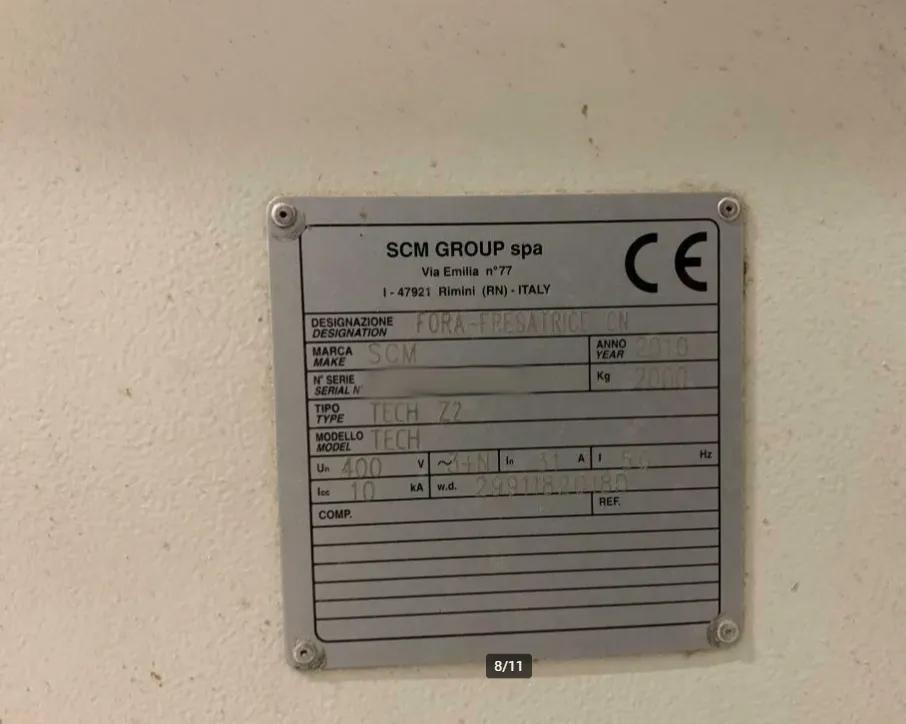 SCM GROUP spa
CE
Via Emilia n°77
I - 47921 Rimini (RN) - ITALY
DESIGNAZIONE FORA-FRESATRICE CN
DESIGNATION
MARCA SCM ANNO 2010
MAKE YEAR
N° SERIE Kg 2000
SERIAL N°
TIPO TECH Z2
TYPE
MODELLO TECH
MODEL
Un 400 V ~ 3+N In 31 A I 50 Hz
Icc 10 kA w.d.
COMP. REF.
8/11